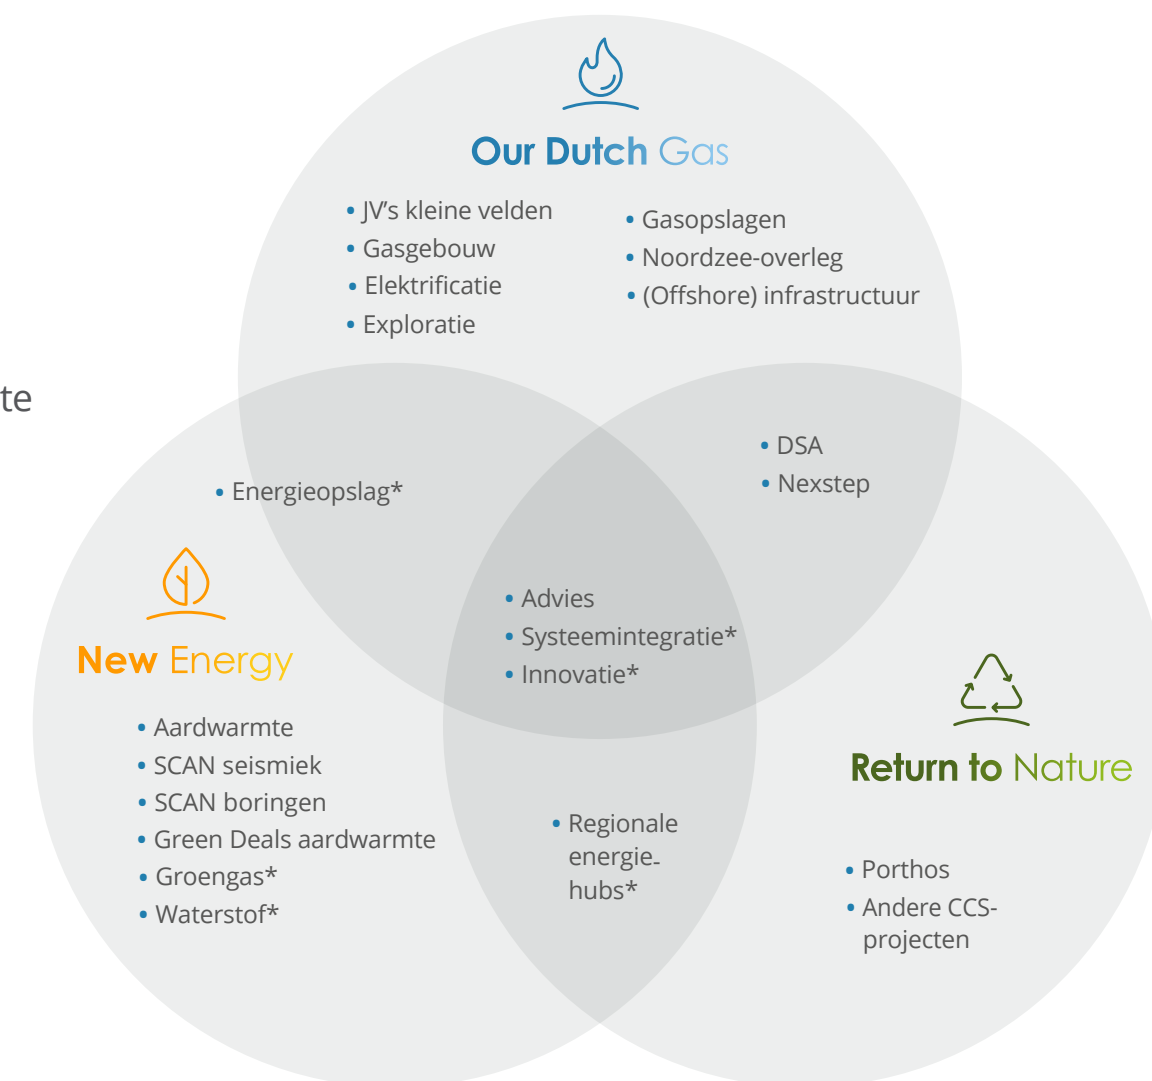 Our Dutch Gas
• JV's kleine velden
• Gasgebouw
• Elektrificatie
• Exploratie
• Gasopslagen
• Noordzee-overleg
• (Offshore) infrastructuur
te
• DSA
• Nexstep
• Energieopslag*
• Advies
• Systeemintegratie*
• Innovatie*
New Energy
• Aardwarmte
• SCAN seismiek
• SCAN boringen
• Green Deals aardwarmte
• Groengas*
• Waterstof*
• Regionale
energie-
hubs*
Return to Nature
• Porthos
• Andere CCS-
projecten